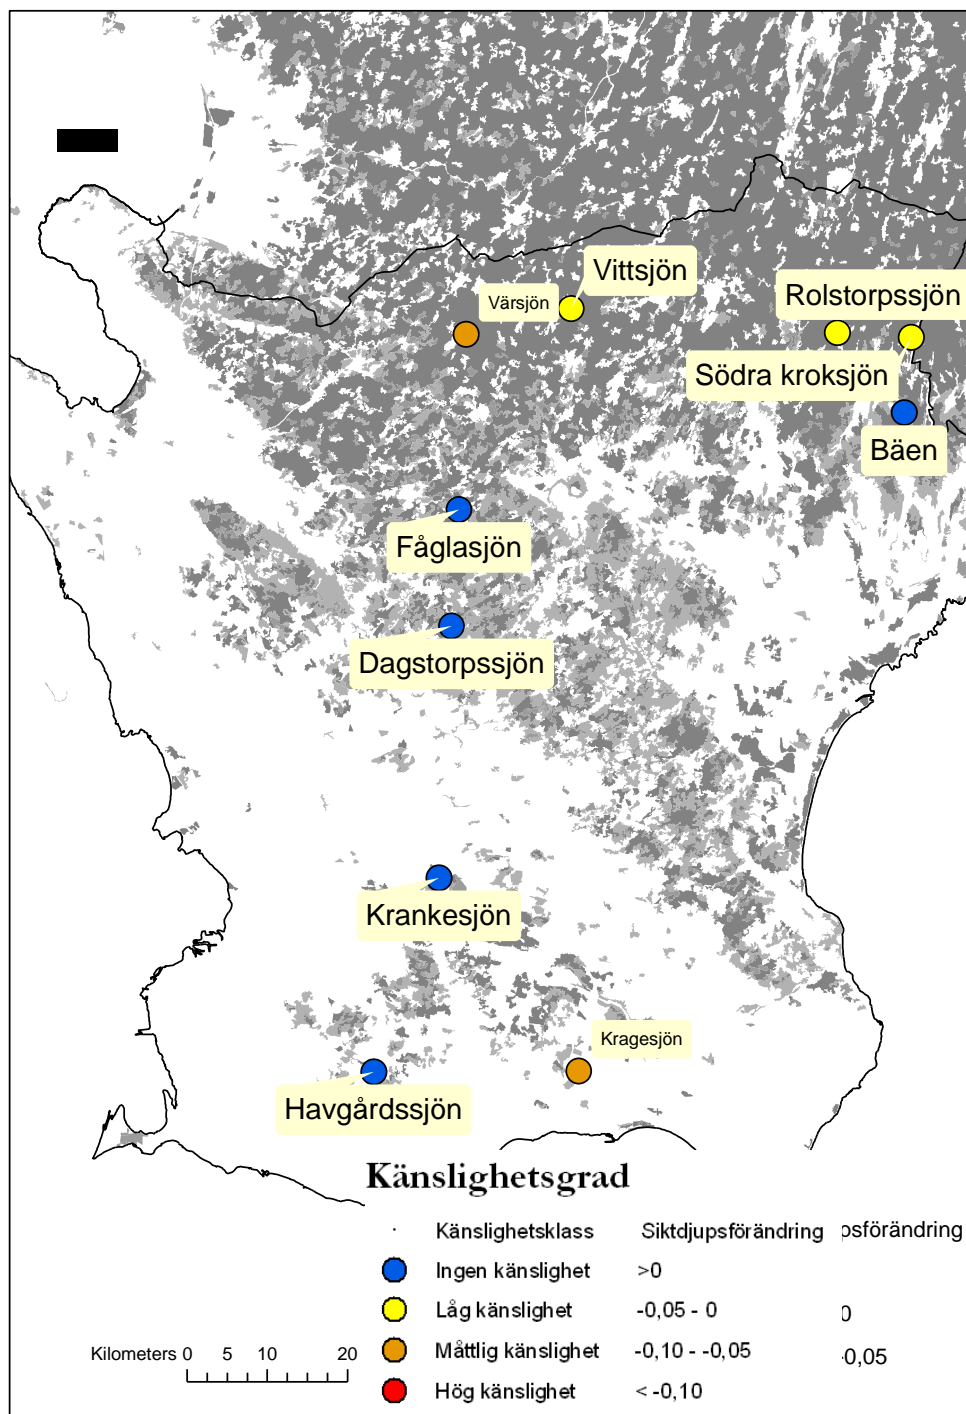 Vittsjön
Värsjön
Rolstorpssjön
Södra kroksjön
Bäen
Fåglasjön
Dagstorpssjön
Krankesjön
Kragesjön
Havgårdssjön
Känslighetsgrad
Känslighetsklass Siktdjupsförändring psförändring
Ingen känslighet >0
Låg känslighet -0,05 - 0 0
Måttlig känslighet -0,10 - -0,05 -0,05
Hög känslighet < -0,10
Kilometers 0 5 10 20